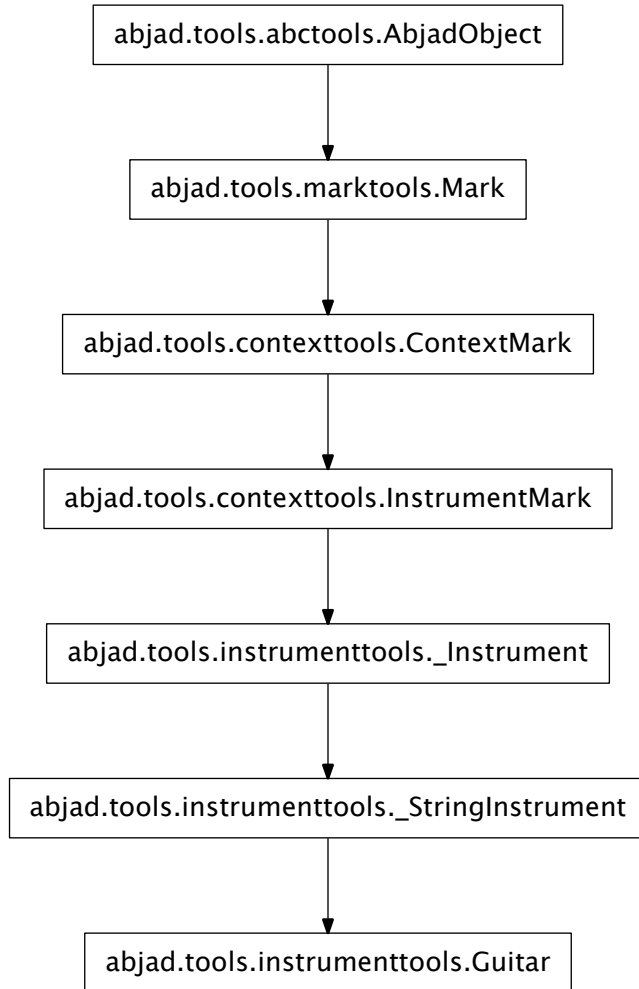 abjad.tools.abctools.AbjadObject
abjad.tools.marktools.Mark
abjad.tools.contexttools.ContextMark
abjad.tools.contexttools.InstrumentMark
abjad.tools.instrumenttools._Instrument
abjad.tools.instrumenttools._StringInstrument
abjad.tools.instrumenttools.Guitar